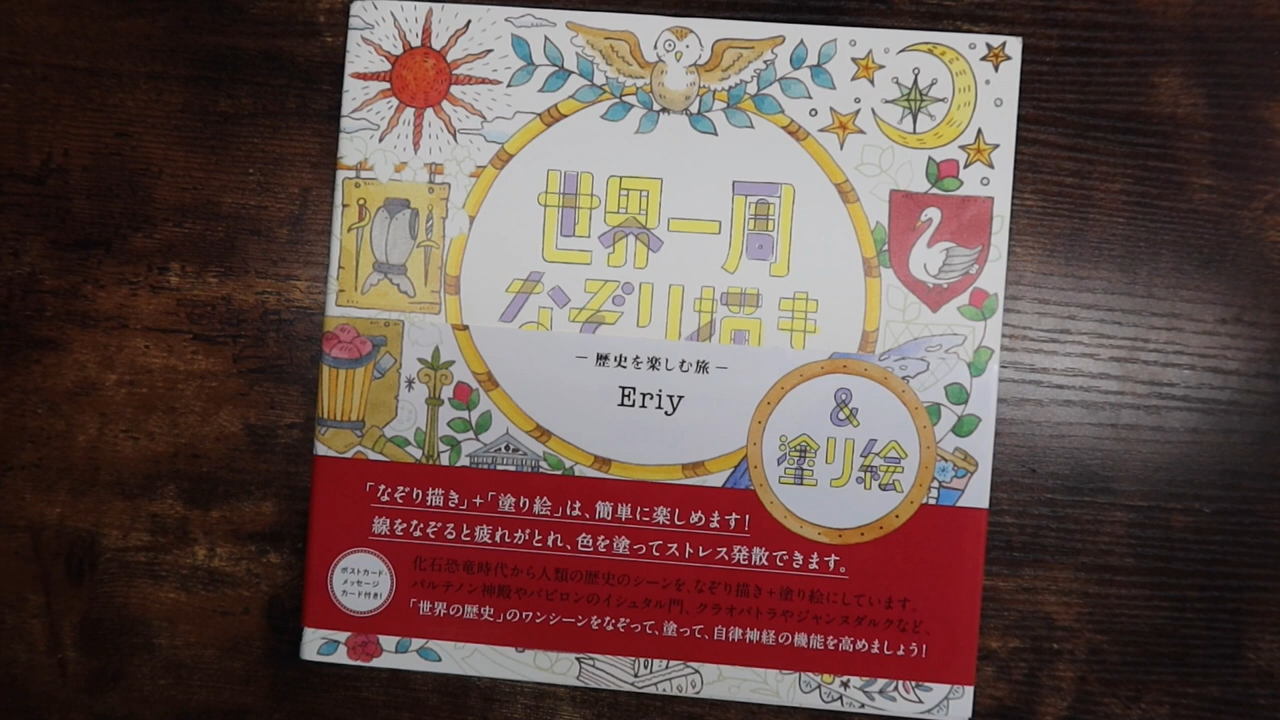 世界一周
なぞり描き
&
塗り絵
― 歴史を楽しむ旅 ―
Eriy
「なぞり描き」+「塗り絵」は、簡単に楽しめます!
線をなぞると疲れがとれ、色を塗ってストレス発散できます。
化石恐竜時代から人類の歴史のシーンを、なぞり描き+塗り絵にしています。
パルテノン神殿やバビロンのイシュタル門、クラオパトラやジャンヌダルクなど、
「世界の歴史」のワンシーンをなぞって、塗って、自律神経の機能を高めましょう!
ポストカード・
メッセージ
カード付き!